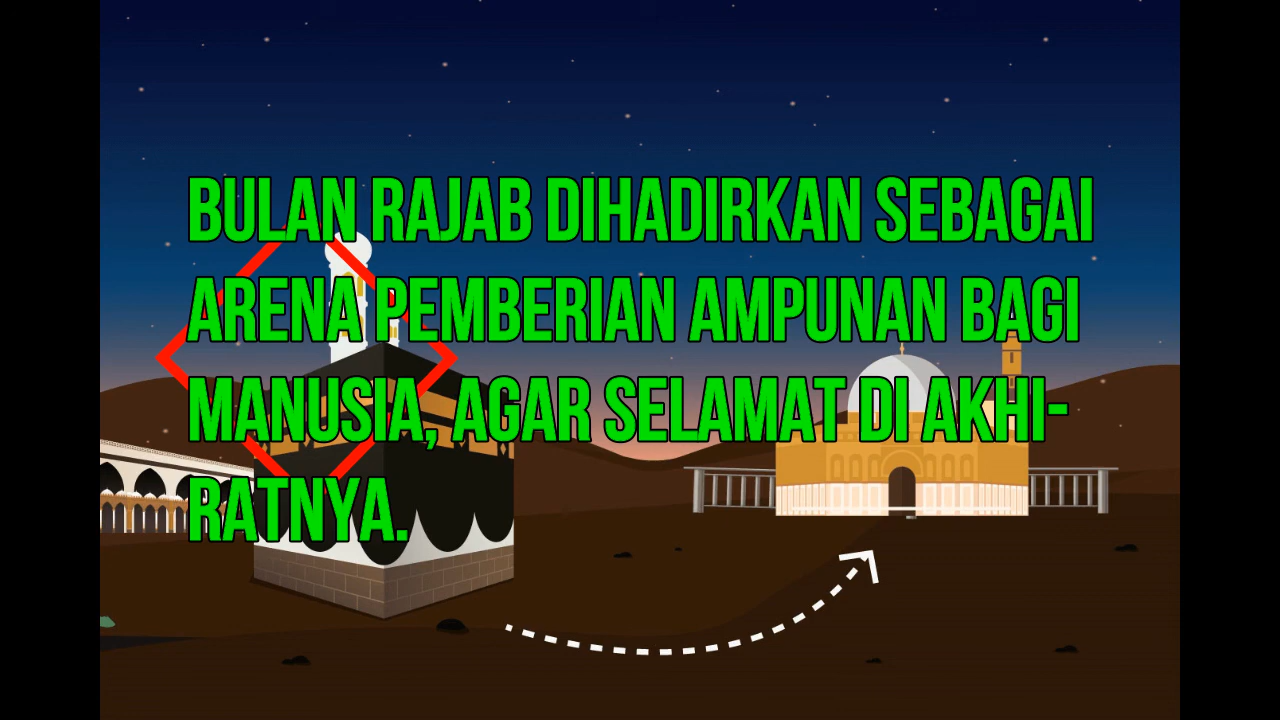 BULAN RAJAB DIHADIRKAN SEBAGAI
ARENA PEMBERIAN AMPUNAN BAGI
MANUSIA, AGAR SELAMAT DI AKHI-
RATNYA.